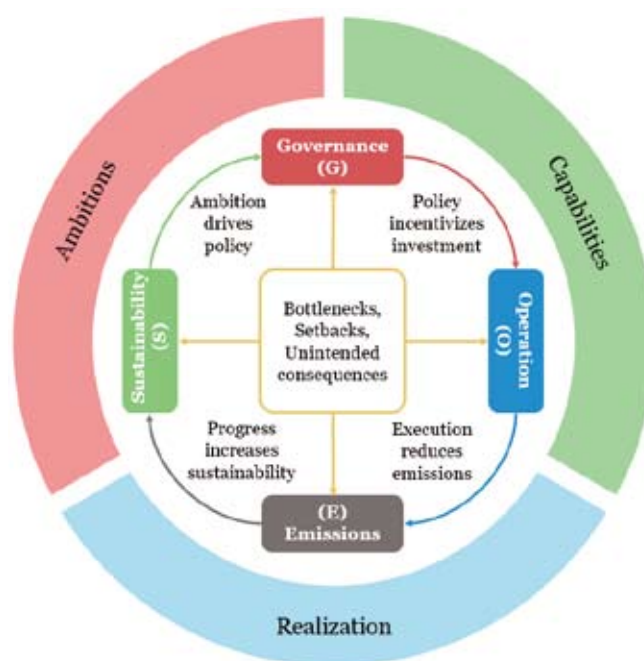 Governance
(G)
Ambitions
Capabilities
Ambition
drives
policy
Policy
incentivizes
investment
Sustainability
(S)
Bottlenecks,
Setbacks,
Unintended
consequences
Operation
(O)
Progress
increases
sustainability
Execution
reduces
emissions
(E)
Emissions
Realization